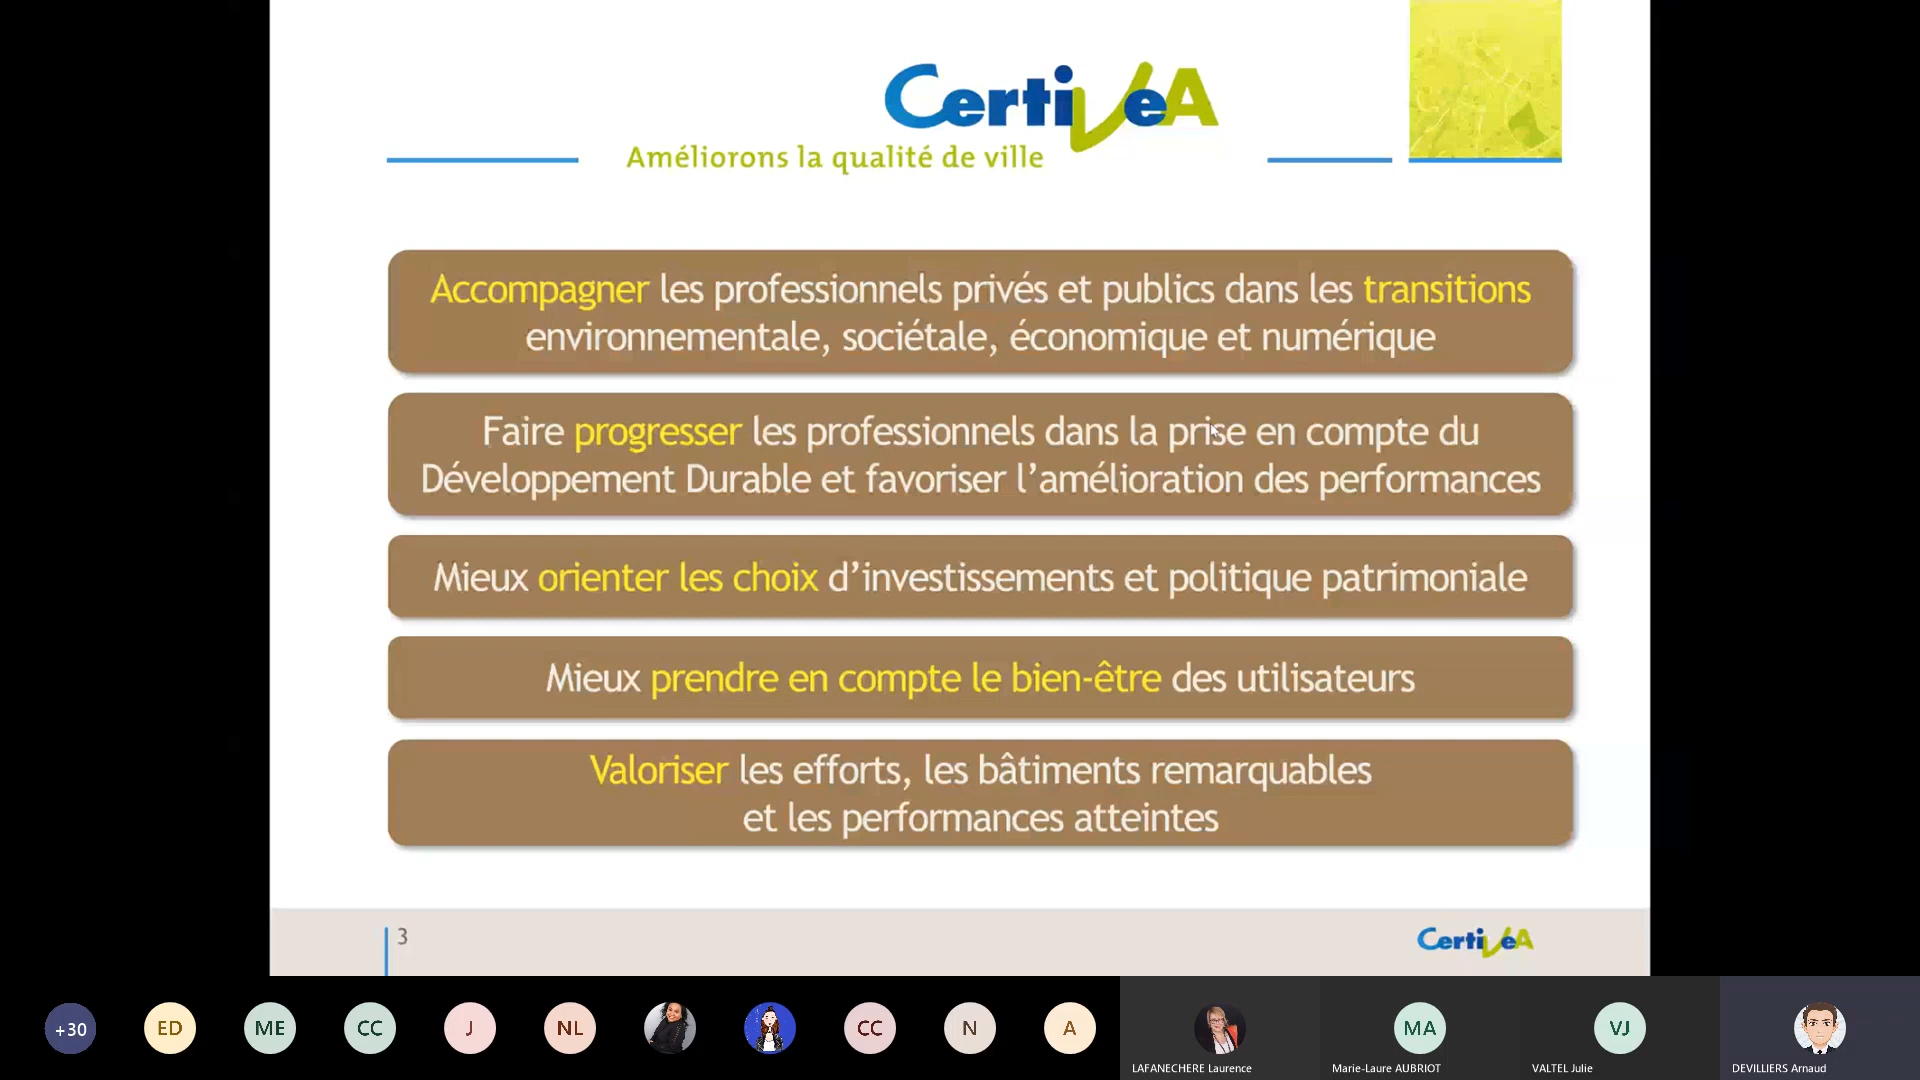 CertiVeA
Améliorons la qualité de ville
Accompagner les professionnels privés et publics dans les transitions
environnementale, sociétale, économique et numérique
Faire progresser les professionnels dans la prise en compte du
Développement Durable et favoriser l’amélioration des performances
Mieux orienter les choix d’investissements et politique patrimoniale
Mieux prendre en compte le bien-être des utilisateurs
Valoriser les efforts, les bâtiments remarquables
et les performances atteintes
3
CertiVeA
+30
ED
ME
CC
J
NL
CC
N
A
MA
VJ
LAFANECHERE Laurence
Marie-Laure AUBRIOT
VALTEL Julie
DEVILLIERS Arnaud